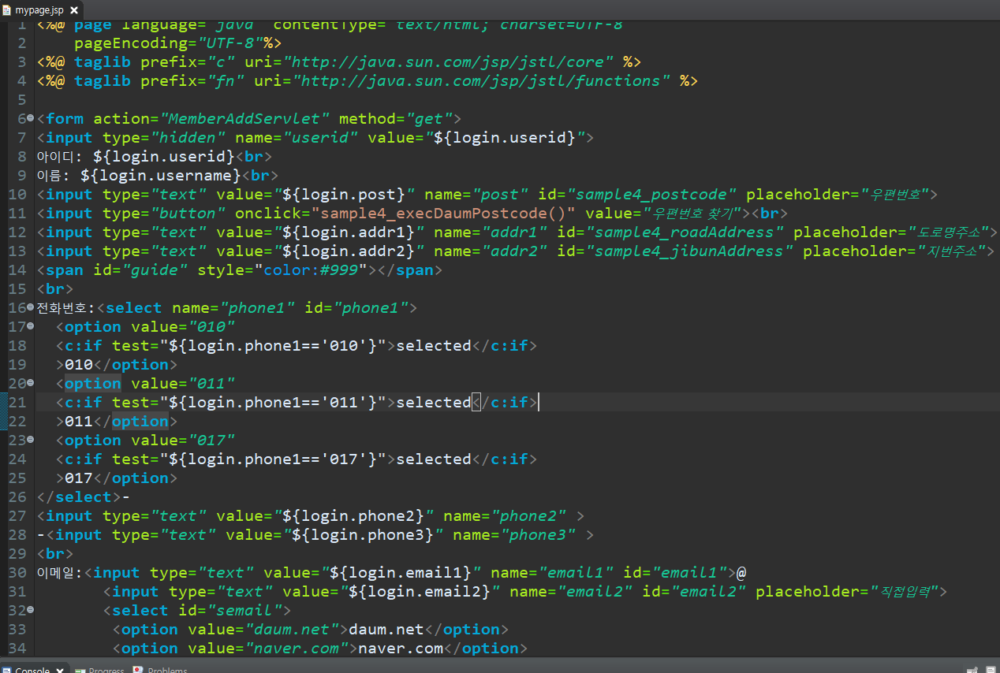 mypage.jsp
1 <%@ page language="java" contentType="text/html; charset=UTF-8"
2     pageEncoding="UTF-8"%>
3 <%@ taglib prefix="c" uri="http://java.sun.com/jsp/jstl/core" %>
4 <%@ taglib prefix="fn" uri="http://java.sun.com/jsp/jstl/functions" %>
5
6 <form action="MemberAddServlet" method="get">
7 <input type="hidden" name="userid" value="${login.userid}">
8 아이디: ${login.userid}<br>
9 이름: ${login.username}<br>
10 <input type="text" value="${login.post}" name="post" id="sample4_postcode" placeholder="우편번호">
11 <input type="button" onclick="sample4_execDaumPostcode()" value="우편번호 찾기"><br>
12 <input type="text" value="${login.addr1}" name="addr1" id="sample4_roadAddress" placeholder="도로명주소">
13 <input type="text" value="${login.addr2}" name="addr2" id="sample4_jibunAddress" placeholder="지번주소">
14 <span id="guide" style="color:#999"></span>
15 <br>
16 전화번호:<select name="phone1" id="phone1">
17   <option value="010"
18   <c:if test="${login.phone1=='010'}">selected</c:if>
19   >010</option>
20   <option value="011"
21   <c:if test="${login.phone1=='011'}">selected</c:if>
22   >011</option>
23   <option value="017"
24   <c:if test="${login.phone1=='017'}">selected</c:if>
25   >017</option>
26 </select>-
27 <input type="text" value="${login.phone2}" name="phone2" >
28 -<input type="text" value="${login.phone3}" name="phone3" >
29 <br>
30 이메일:<input type="text" value="${login.email1}" name="email1" id="email1">@
31        <input type="text" value="${login.email2}" name="email2" id="email2" placeholder="직접입력">
32        <select id="semail">
33         <option value="daum.net">daum.net</option>
34         <option value="naver.com">naver.com</option>
Console Progress Problems